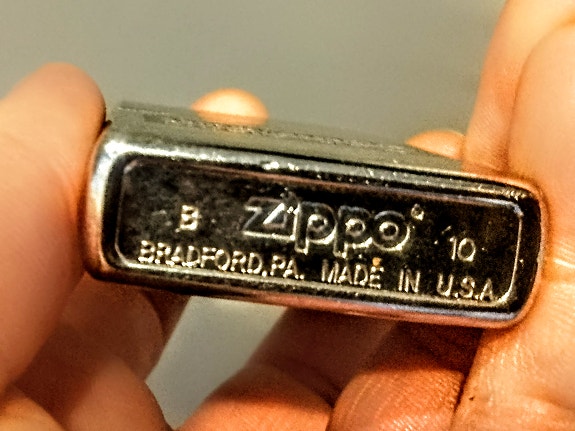 B zippo® 10
BRADFORD,PA. MADE IN U.S.A